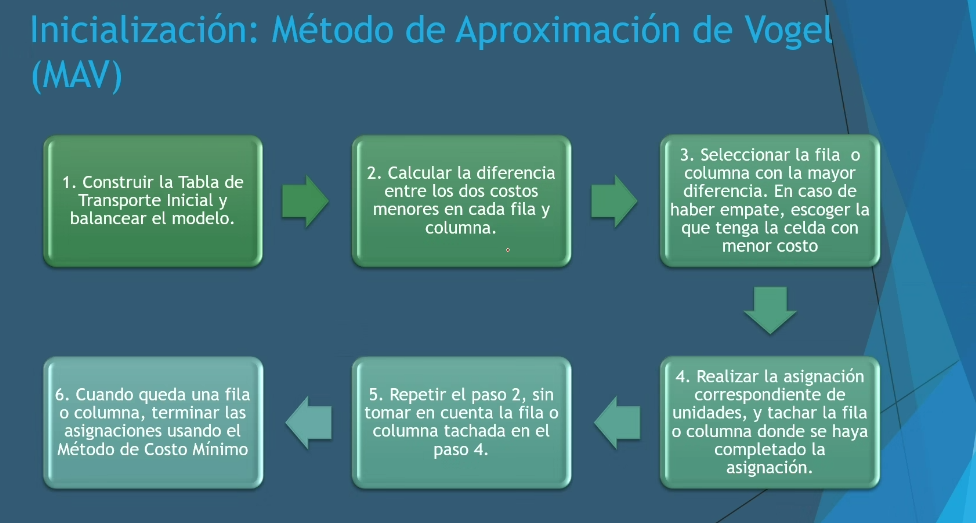 Inicialización: Método de Aproximación de Vogel
(MAV)
1. Construir la Tabla de
Transporte Inicial y
balancear el modelo.
2. Calcular la diferencia
entre los dos costos
menores en cada fila y
columna.
3. Seleccionar la fila o
columna con la mayor
diferencia. En caso de
haber empate, escoger la
que tenga la celda con
menor costo
4. Realizar la asignación
correspondiente de
unidades, y tachar la fila
o columna donde se haya
completado la
asignación.
5. Repetir el paso 2, sin
tomar en cuenta la fila o
columna tachada en el
paso 4.
6. Cuando queda una fila
o columna, terminar las
asignaciones usando el
Método de Costo Mínimo